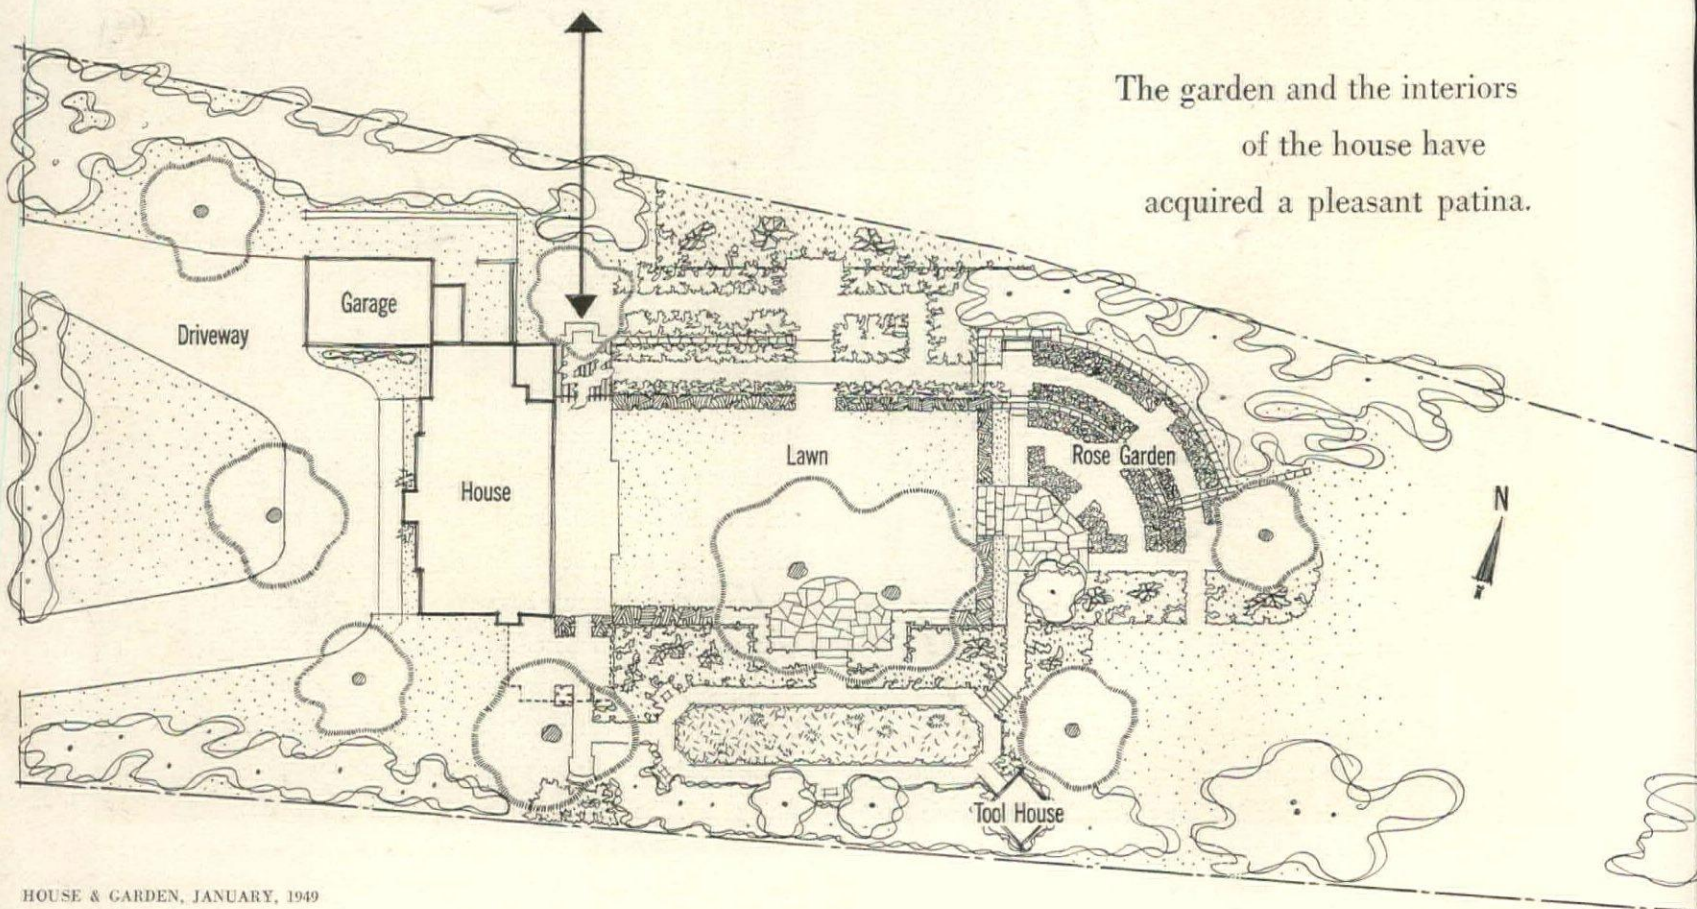 The garden and the interiors
of the house have
acquired a pleasant patina.
Garage
Driveway
Lawn
Rose Garden
House
N
Tool House
HOUSE & GARDEN, JANUARY, 1949